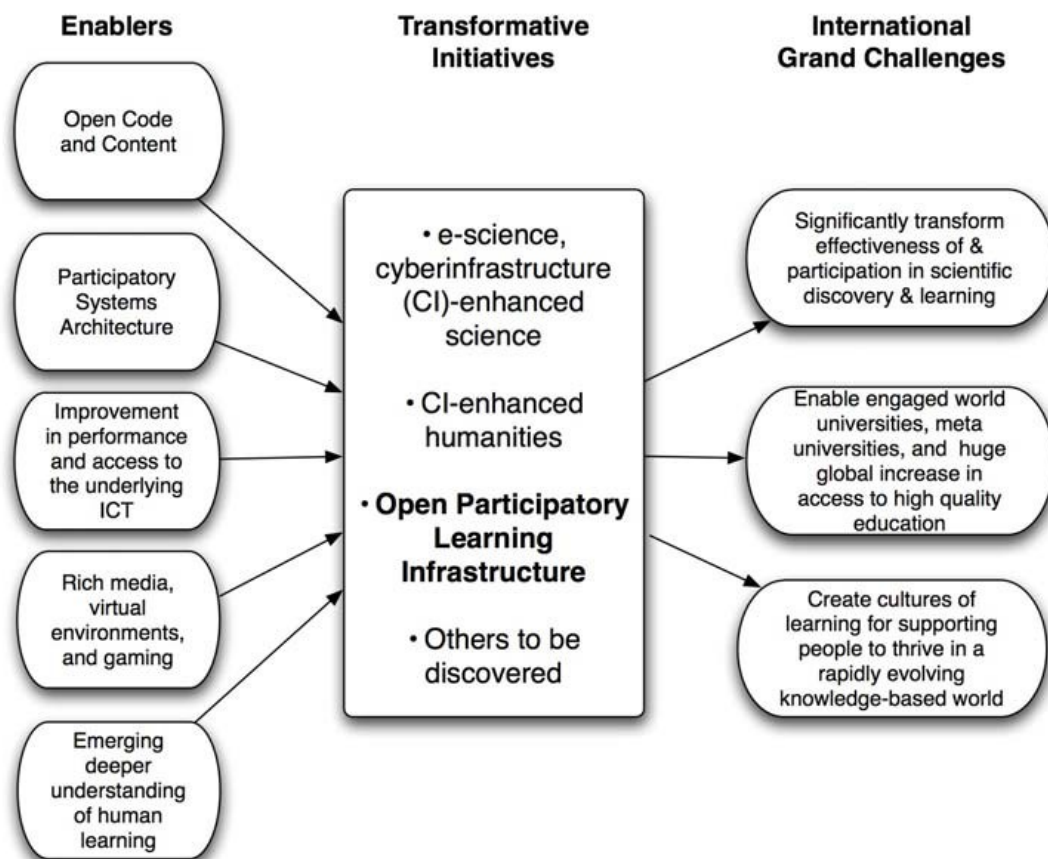 Enablers
Open Code
and Content
Participatory
Systems
Architecture
Improvement
in performance
and access to
the underlying
ICT
Rich media,
virtual
environments,
and gaming
Emerging
deeper
understanding
of human
learning
Transformative
Initiatives
• e-science,
cyberinfrastructure
(CI)-enhanced
science
• CI-enhanced
humanities
• Open Participatory
Learning
Infrastructure
• Others to be
discovered
International
Grand Challenges
Significantly transform
effectiveness of &
participation in scientific
discovery & learning
Enable engaged world
universities, meta
universities, and huge
global increase in
access to high quality
education
Create cultures of
learning for supporting
people to thrive in a
rapidly evolving
knowledge-based world